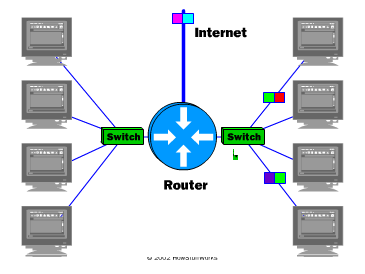 Internet
Switch
Switch
Router
© 2002 HowStuffWorks